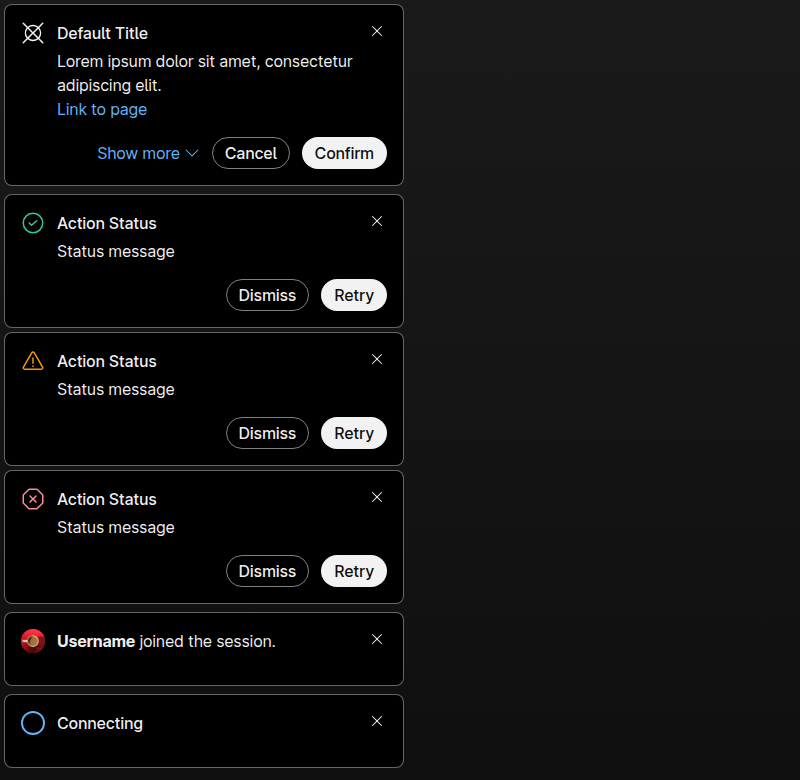 Default Title
Lorem ipsum dolor sit amet, consectetur
adipiscing elit.
Link to page
Show more Cancel Confirm
Action Status
Status message
Dismiss Retry
Action Status
Status message
Dismiss Retry
Action Status
Status message
Dismiss Retry
Username joined the session.
Connecting